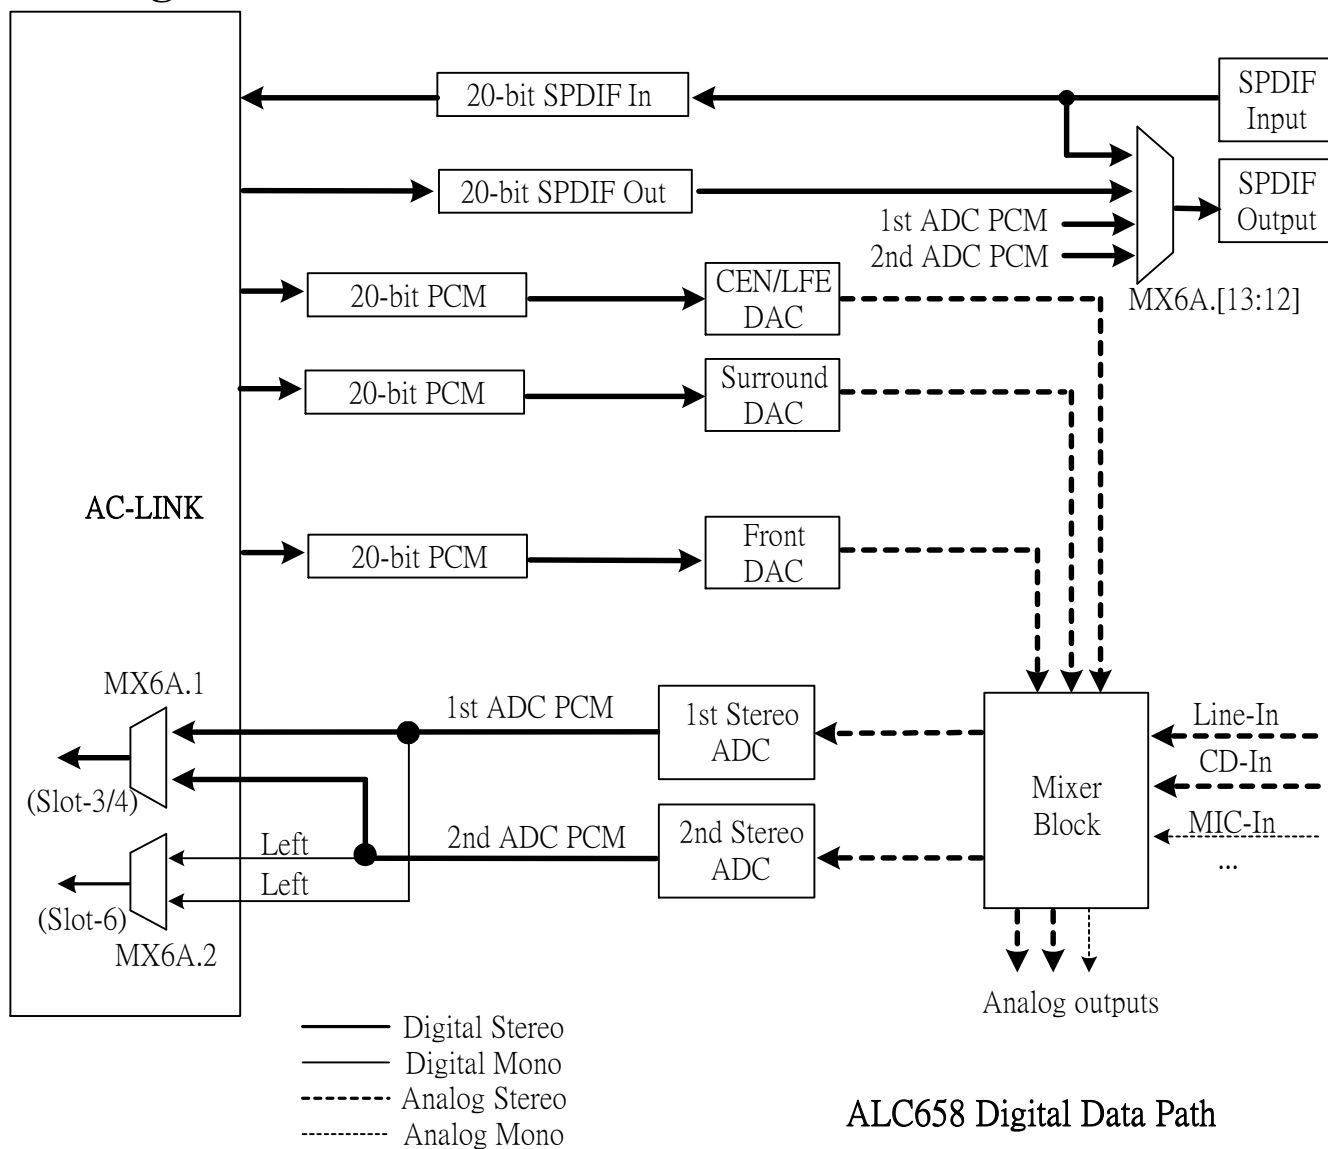 20-bit SPDIF In
SPDIF
Input
20-bit SPDIF Out
SPDIF
Output
1st ADC PCM
2nd ADC PCM
MX6A.[13:12]
20-bit PCM
CEN/LFE
DAC
20-bit PCM
Surround
DAC
AC-LINK
20-bit PCM
Front
DAC
MX6A.1
(Slot-3/4)
1st ADC PCM
1st Stereo
ADC
Line-In
CD-In
MIC-In
...
Mixer
Block
Left
Left
2nd ADC PCM
2nd Stereo
ADC
(Slot-6)
MX6A.2
Analog outputs
Digital Stereo
Digital Mono
Analog Stereo
Analog Mono
ALC658 Digital Data Path